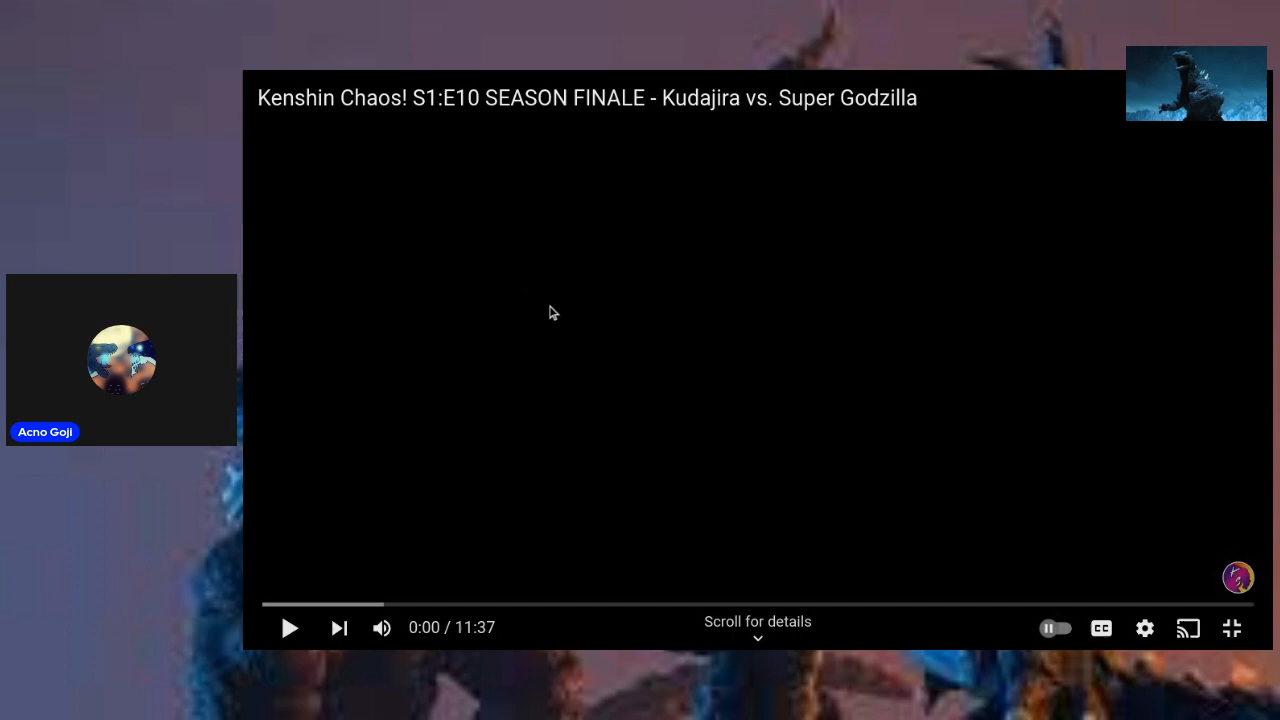 Kenshin Chaos! S1:E10 SEASON FINALE - Kudajira vs. Super Godzilla
Acno Goji
0:00 / 11:37
Scroll for details
CC